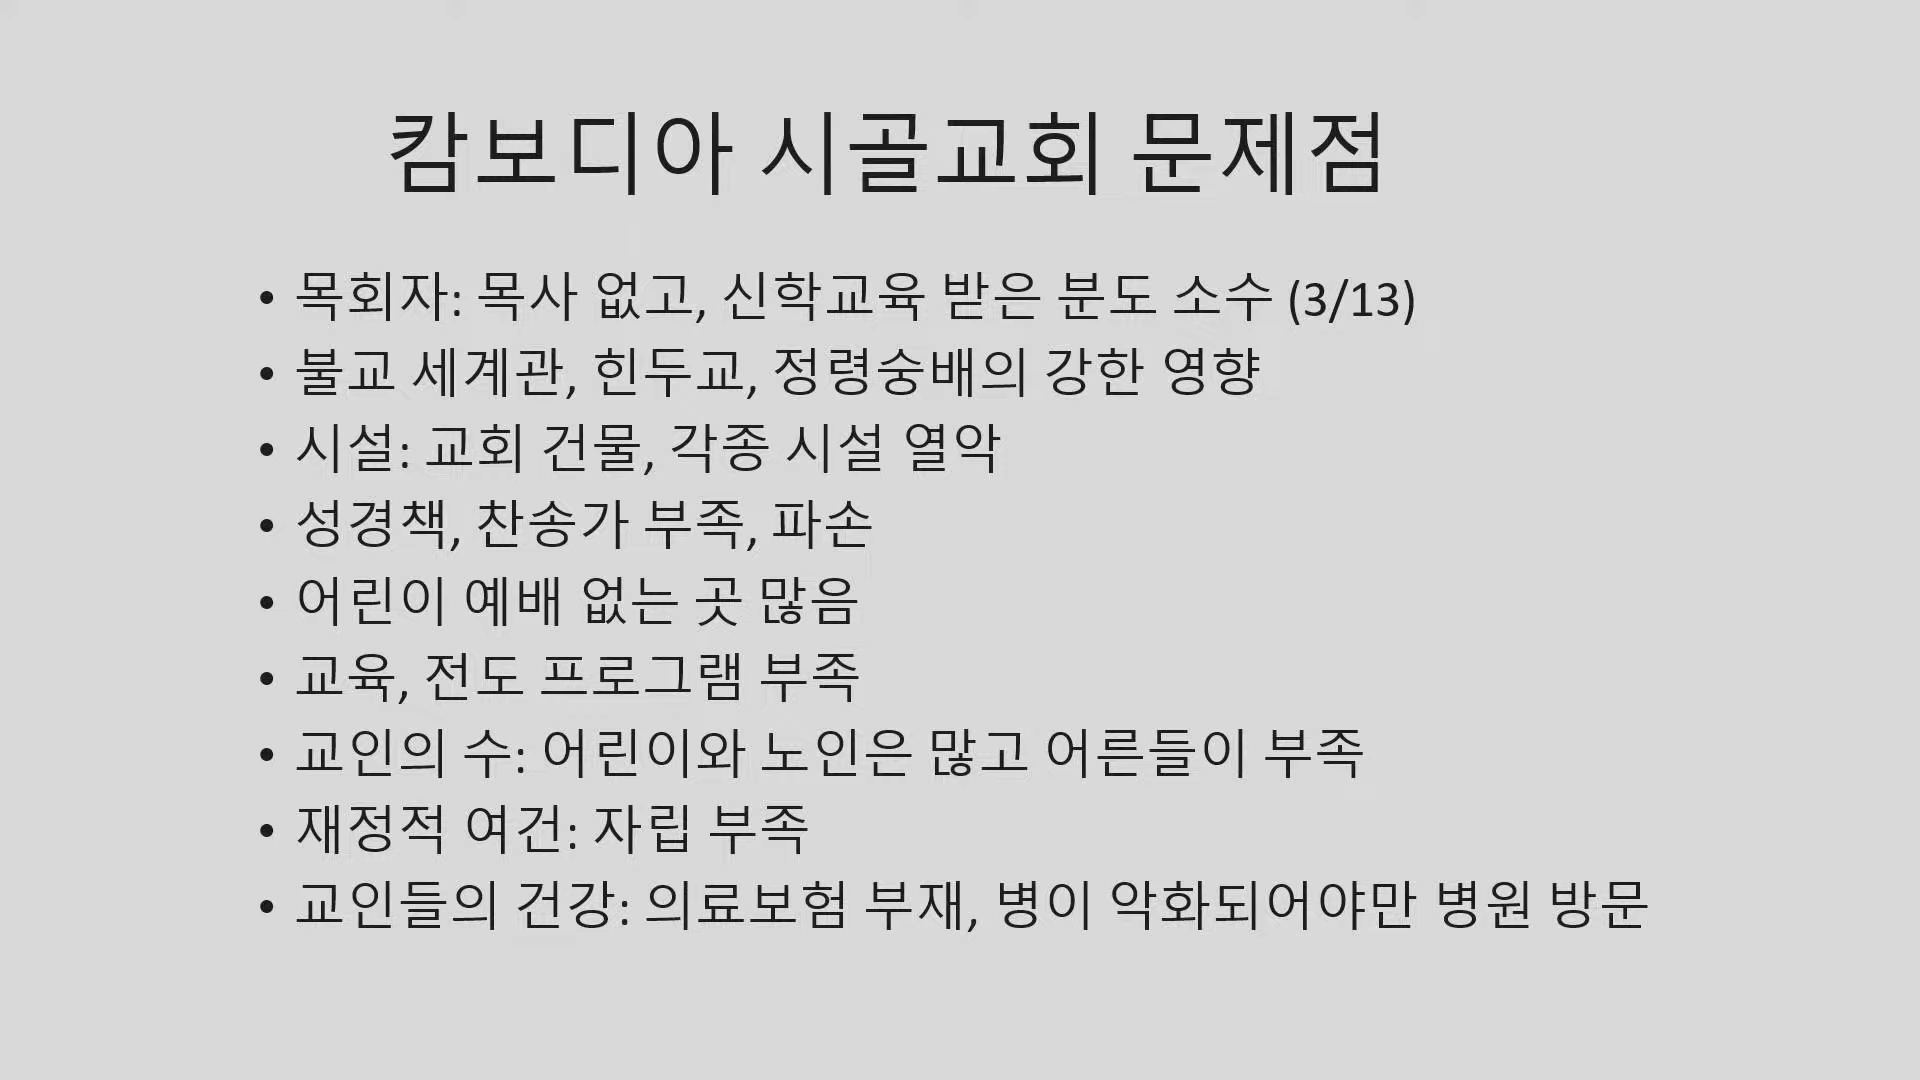 캄보디아 시골교회 문제점
• 목회자: 목사 없고, 신학교육 받은 분도 소수 (3/13)
• 불교 세계관, 힌두교, 정령숭배의 강한 영향
• 시설: 교회 건물, 각종 시설 열악
• 성경책, 찬송가 부족, 파손
• 어린이 예배 없는 곳 많음
• 교육, 전도 프로그램 부족
• 교인의 수: 어린이와 노인은 많고 어른들이 부족
• 재정적 여건: 자립 부족
• 교인들의 건강: 의료보험 부재, 병이 악화되어야만 병원 방문